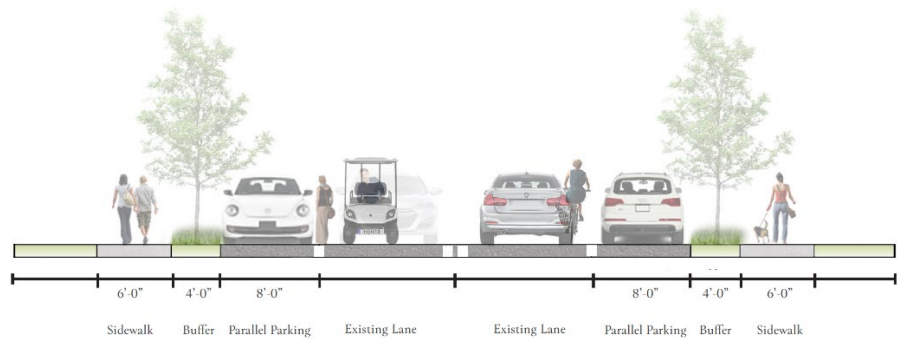 6'-0" 4'-0" 8'-0" 8'-0" 4'-0" 6'-0"
Sidewalk Buffer Parallel Parking Existing Lane Existing Lane Parallel Parking Buffer Sidewalk